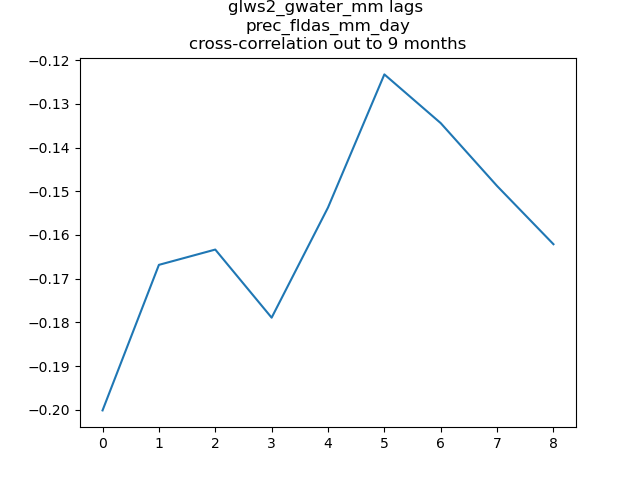 glws2_gwater_mm lags
prec_fldas_mm_day
cross-correlation out to 9 months
−0.12
−0.13
−0.14
−0.15
−0.16
−0.17
−0.18
−0.19
−0.20
0 1 2 3 4 5 6 7 8